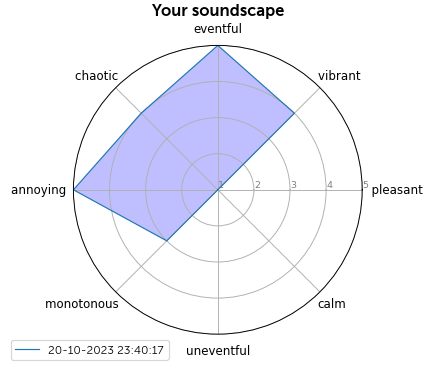 Your soundscape
eventful
chaotic
vibrant
annoying
1
2
3
4
5
pleasant
monotonous
calm
uneventful
20-10-2023 23:40:17